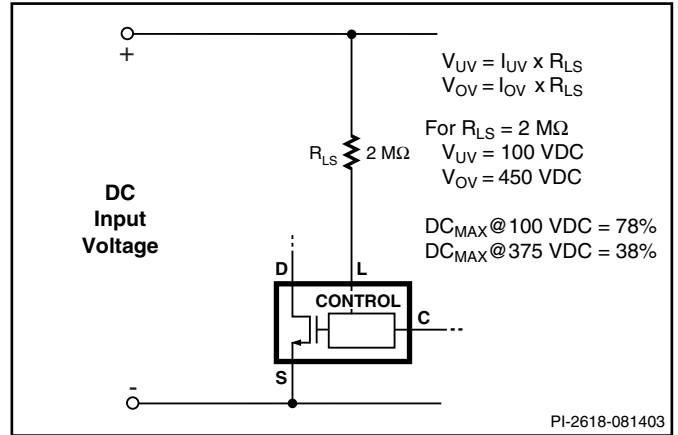 +
V_UV = I_UV x R_LS
V_OV = I_OV x R_LS
For R_LS = 2 MΩ
V_UV = 100 VDC
V_OV = 450 VDC
DC_MAX@100 VDC = 78%
DC_MAX@375 VDC = 38%
R_LS 2 MΩ
DC
Input
Voltage
D L
CONTROL
C
S
-
PI-2618-081403